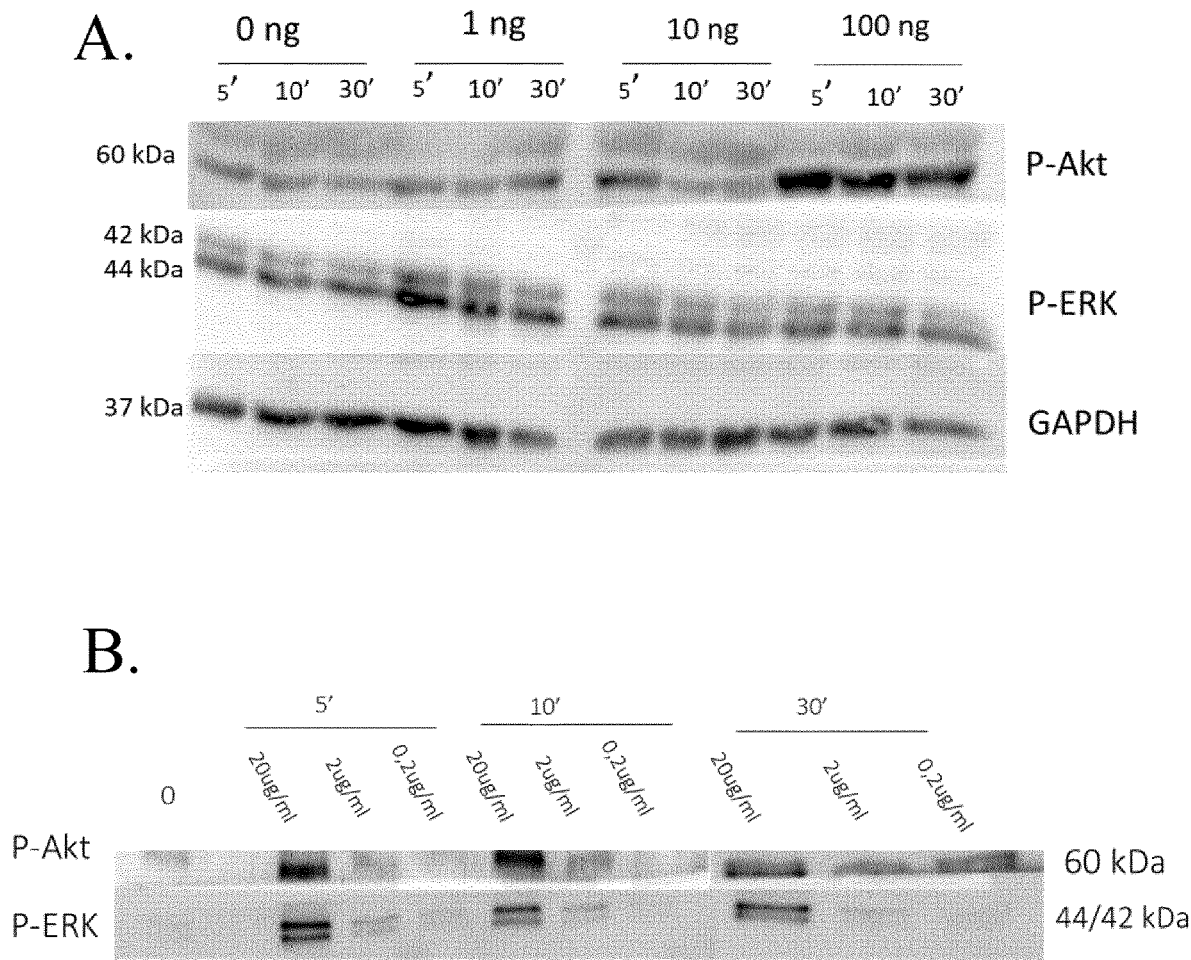 A.
0 ng 1 ng 10 ng 100 ng
5’ 10’ 30’ 5’ 10’ 30’ 5’ 10’ 30’ 5’ 10’ 30’
60 kDa P-Akt
42 kDa
44 kDa
P-ERK
37 kDa GAPDH
B.
5’ 10’ 30’
0 20ug/ml 2ug/ml 0,2ug/ml 20ug/ml 2ug/ml 0,2ug/ml 20ug/ml 2ug/ml 0,2ug/ml
P-Akt 60 kDa
P-ERK 44/42 kDa